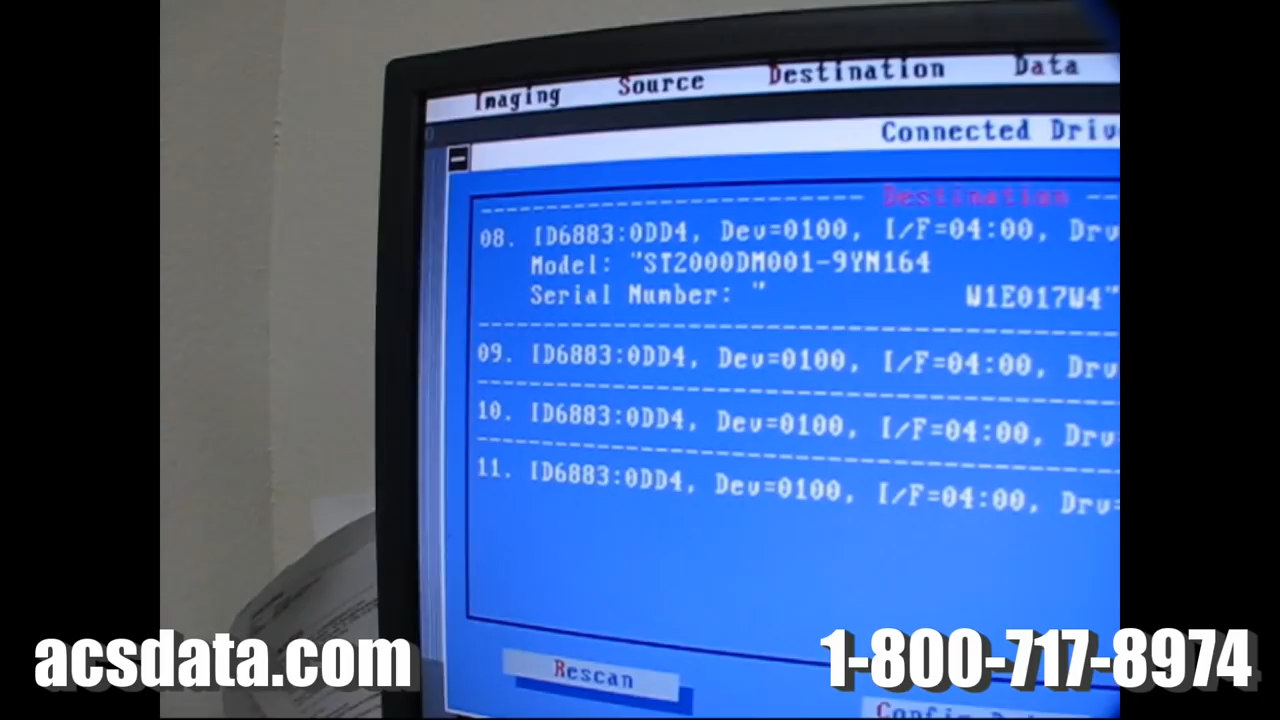 Imaging Source Destination Data
Connected Driv
Destination
08. ID6883:0DD4, Dev=0100, I/F=04:00, Drv
Model: "ST2000DM001-9YN164
Serial Number: " W1E017W4"
09. ID6883:0DD4, Dev=0100, I/F=04:00, Drv
10. ID6883:0DD4, Dev=0100, I/F=04:00, Drv
11. ID6883:0DD4, Dev=0100, I/F=04:00, Drv=
Rescan
acsdata.com 1-800-717-8974